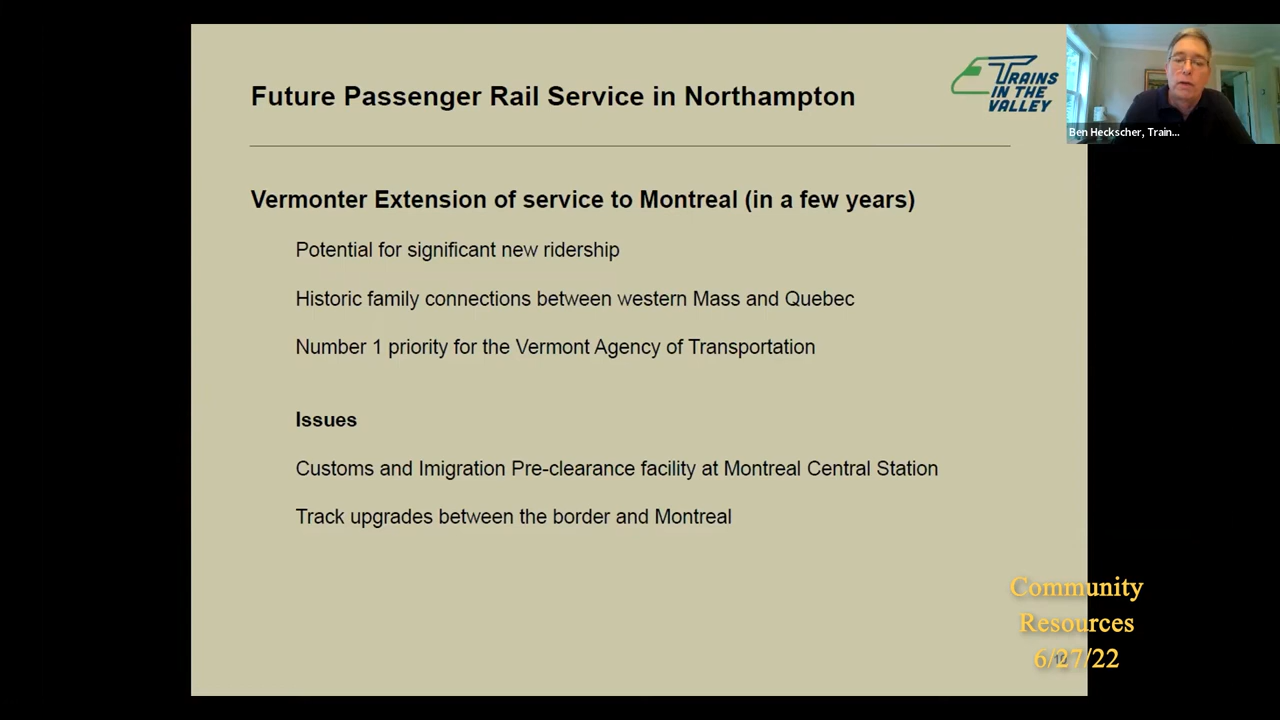 Future Passenger Rail Service in Northampton
TRAINS
IN THE
VALLEY
Ben Heckscher, Train...
Vermonter Extension of service to Montreal (in a few years)
Potential for significant new ridership
Historic family connections between western Mass and Quebec
Number 1 priority for the Vermont Agency of Transportation
Issues
Customs and Imigration Pre-clearance facility at Montreal Central Station
Track upgrades between the border and Montreal
Community
Resources
6/27/22